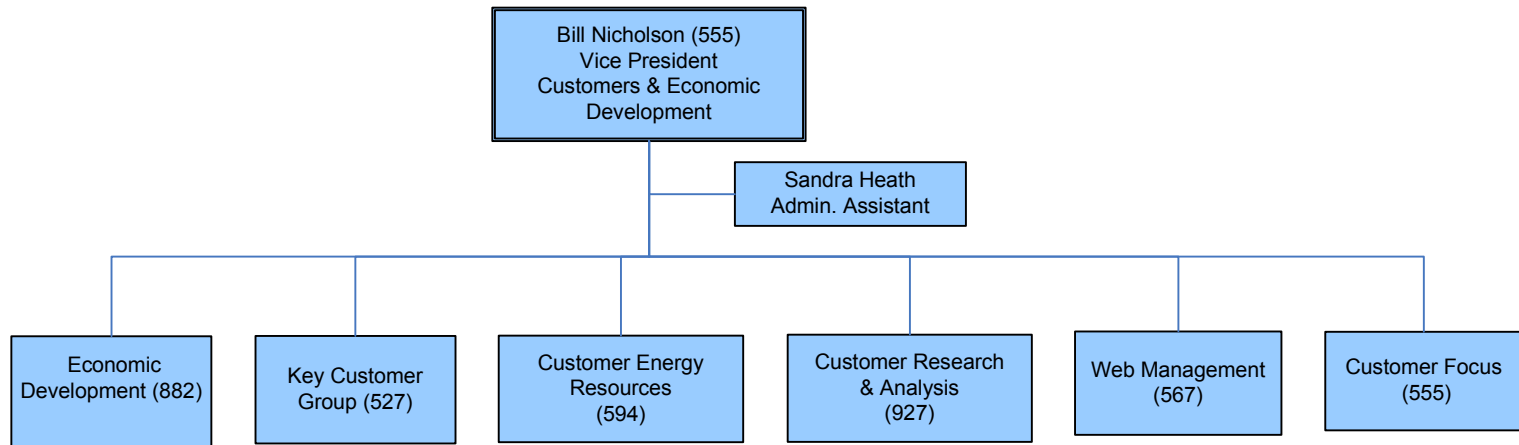 Bill Nicholson (555)
Vice President
Customers & Economic
Development
Sandra Heath
Admin. Assistant
Economic
Development (882)
Key Customer
Group (527)
Customer Energy
Resources
(594)
Customer Research
& Analysis
(927)
Web Management
(567)
Customer Focus
(555)